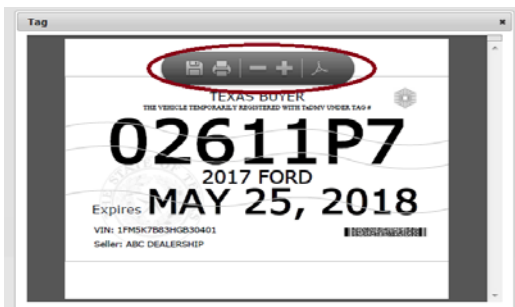 Tag
TEXAS BUYER
THE VEHICLE TEMPORARILY REGISTERED WITH TxDMV UNDER TAG #
02611P7
2017 FORD
Expires MAY 25, 2018
VIN: 1FM5K7B83HGB30401
Seller: ABC DEALERSHIP